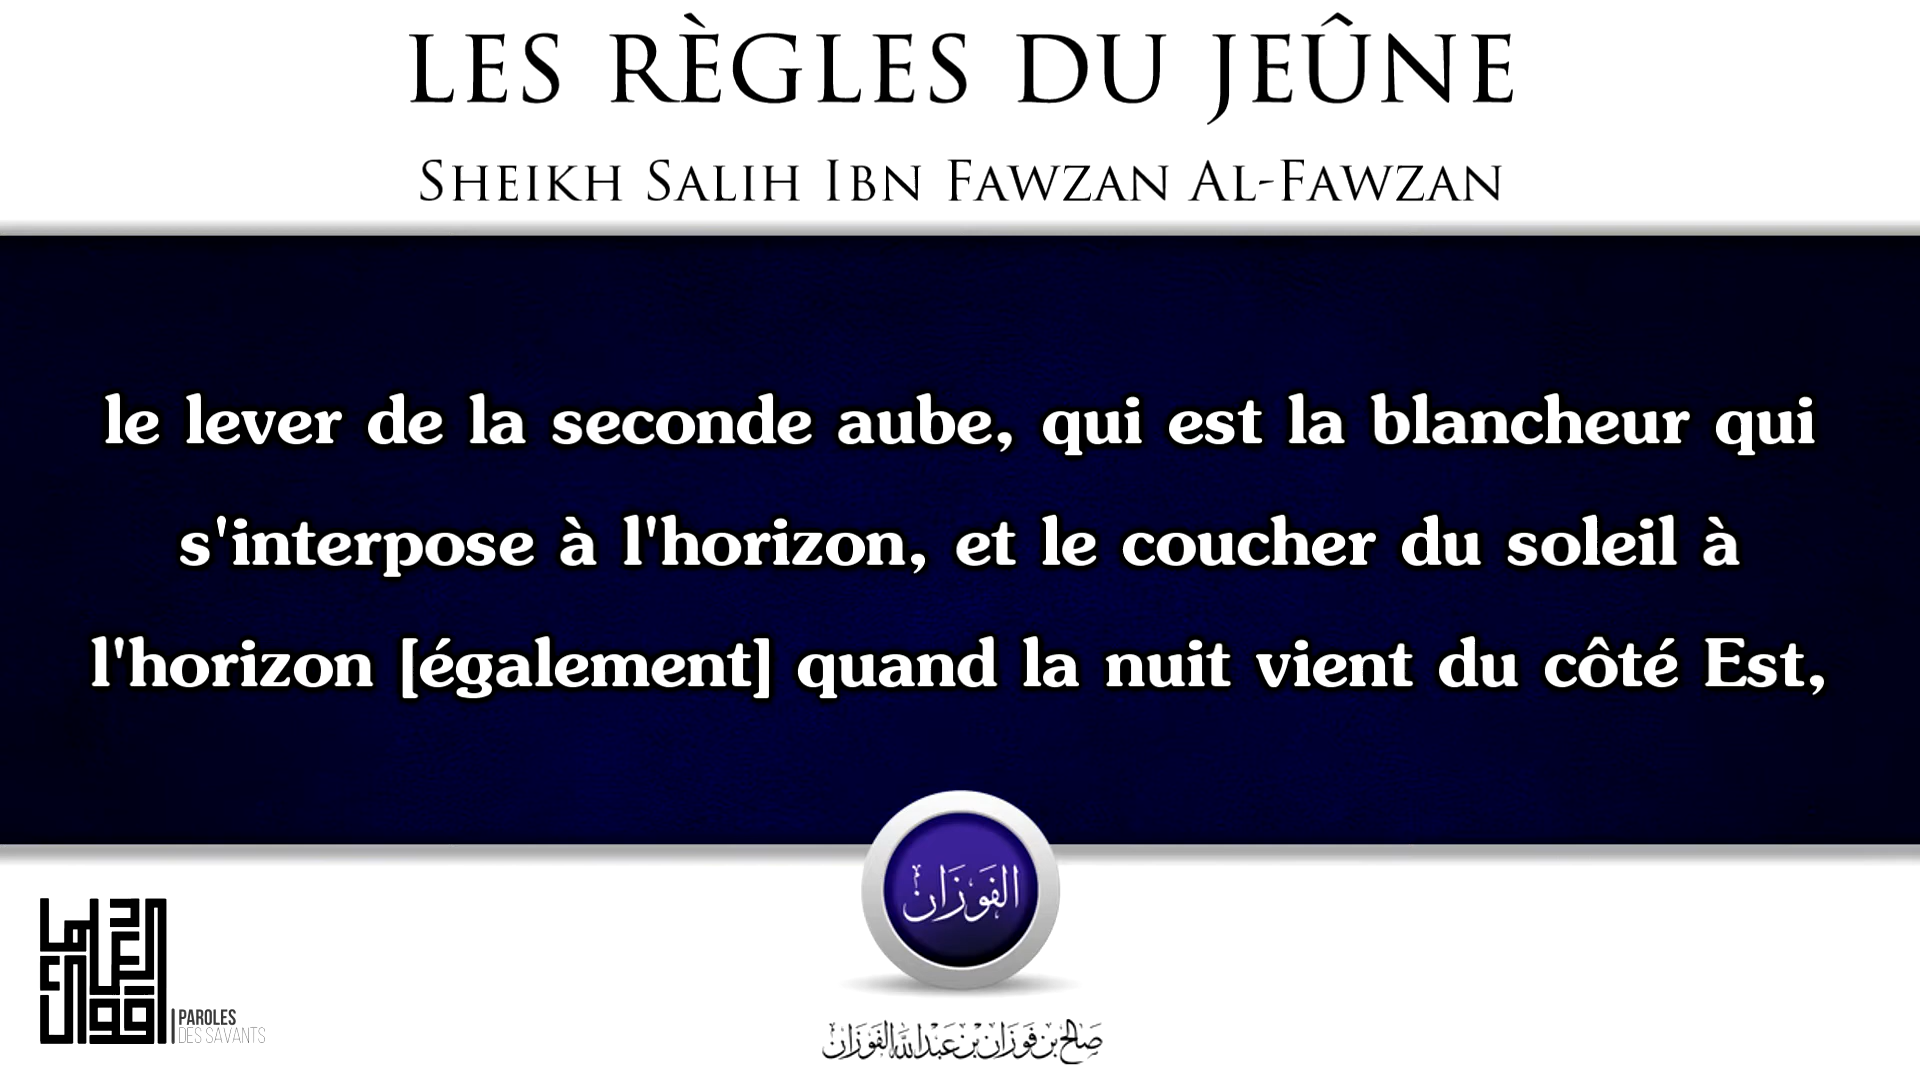 LES RÈGLES DU JEÛNE
SHEIKH SALIH IBN FAWZAN AL-FAWZAN
le lever de la seconde aube, qui est la blancheur qui
s'interpose à l'horizon, et le coucher du soleil à
l'horizon [également] quand la nuit vient du côté Est,
الفوزان
PAROLES
DES SAVANTS
صالح بن فوزان بن عبد الله الفوزان